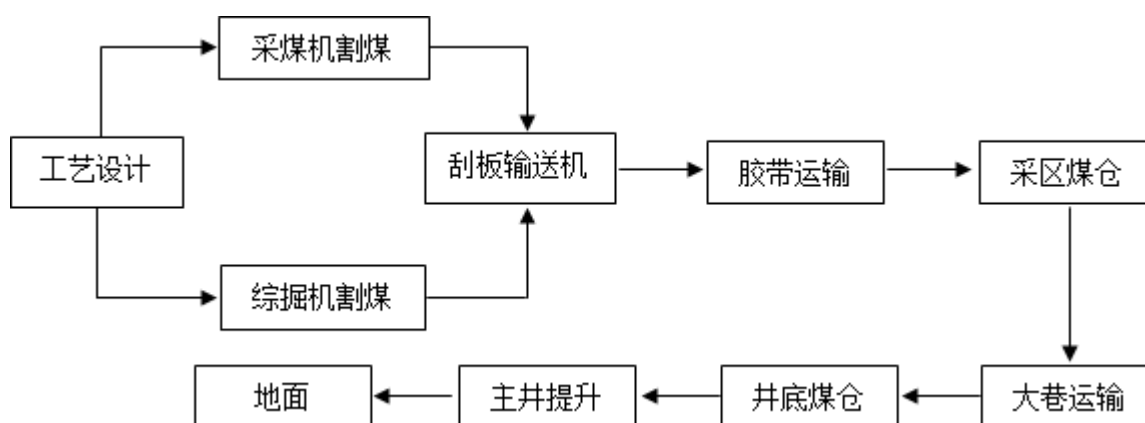 采煤机割煤
工艺设计
刮板输送机
胶带运输
采区煤仓
综掘机割煤
地面
主井提升
井底煤仓
大巷运输